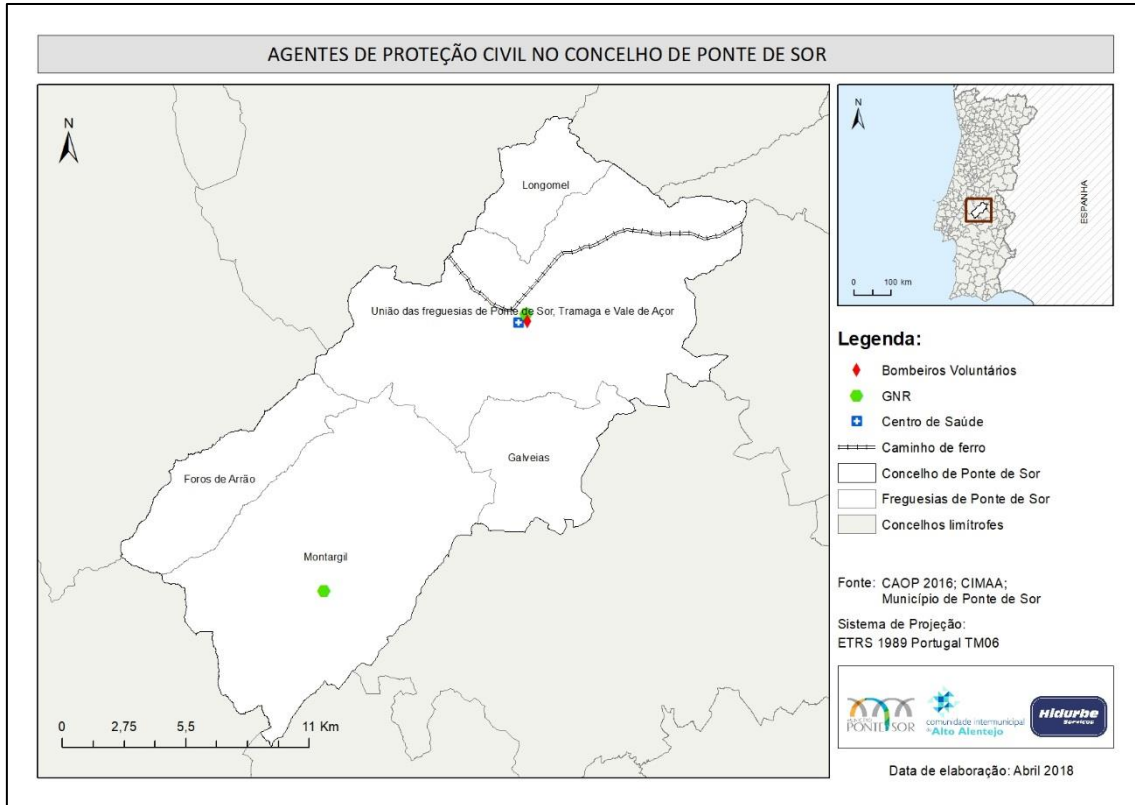 AGENTES DE PROTEÇÃO CIVIL NO CONCELHO DE PONTE DE SOR
N
Longomel
União das freguesias de Ponte de Sor, Tramaga e Vale de Açor
Galveias
Foros de Arrão
Montargil
0 2,75 5,5 11 Km
N
ESPANHA
0 100 km
Legenda:
Bombeiros Voluntários
GNR
Centro de Saúde
Caminho de ferro
Concelho de Ponte de Sor
Freguesias de Ponte de Sor
Concelhos limítrofes
Fonte: CAOP 2016; CIMAA;
Município de Ponte de Sor
Sistema de Projeção:
ETRS 1989 Portugal TM06
MUNICÍPIO
PONTE SOR
comunidade intermunicipal
do Alto Alentejo
Hidurbe
Serviços
Data de elaboração: Abril 2018